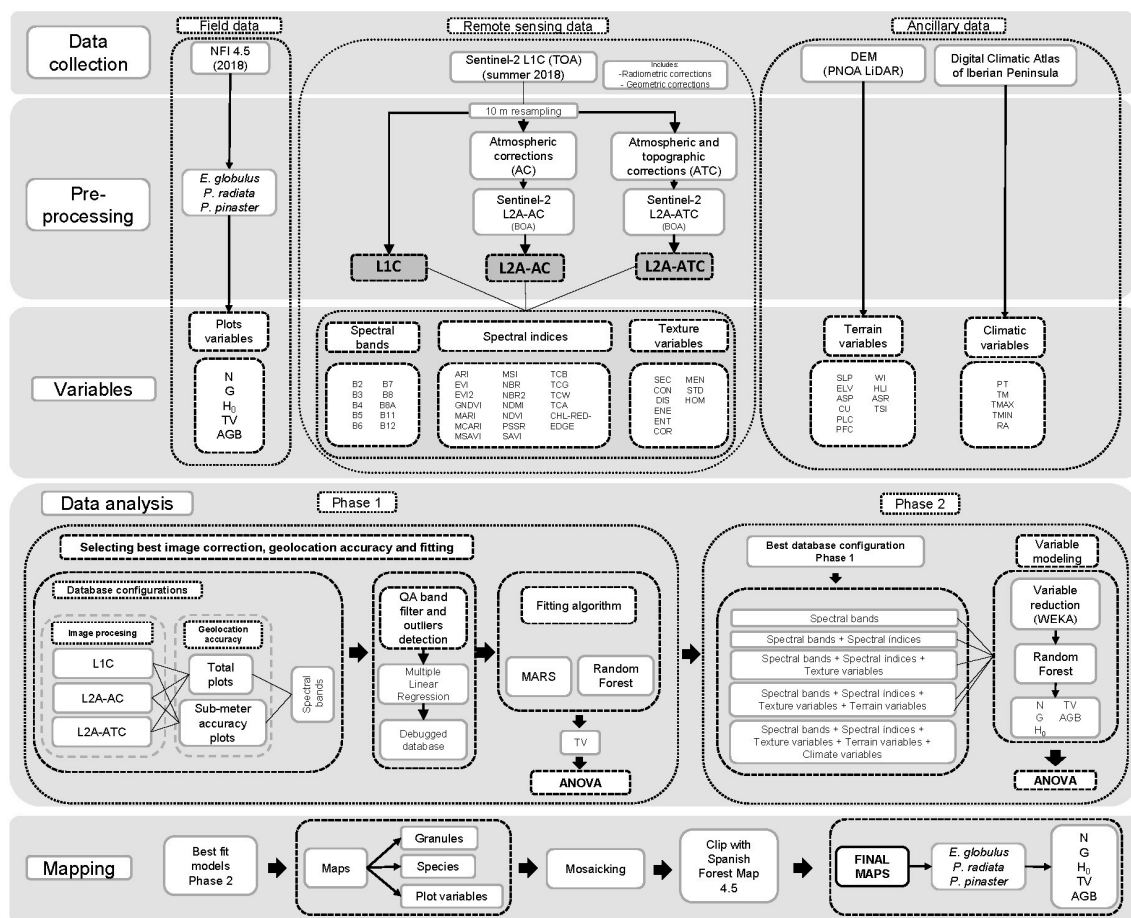 Data
collection
Field data
NFI 4.5
(2018)
Remote sensing data
Sentinel-2 L1C (TOA)
(summer 2018)
Includes:
-Radiometric corrections
- Geometric corrections
Ancillary data
DEM
(PNOA LiDAR)
Digital Climatic Atlas
of Iberian Peninsula
Pre-
processing
E. globulus
P. radiata
P. pinaster
10 m resampling
Atmospheric
corrections
(AC)
Atmospheric and
topographic
corrections (ATC)
Sentinel-2
L2A-AC
(BOA)
Sentinel-2
L2A-ATC
(BOA)
L1C
L2A-AC
L2A-ATC
Variables
Plots
variables
N
G
H0
TV
AGB
Spectral
bands
B2 B7
B3 B8
B4 B8A
B5 B11
B6 B12
Spectral indices
ARI MSI TCB
EVI NBR TCG
EVI2 NBR2 TCW
GNDVI NDMI TCA
MARI NDVI CHL-RED-
MCARI PSSR EDGE
MSAVI SAVI
Texture
variables
SEC MEN
CON STD
DIS HOM
ENE
ENT
COR
Terrain
variables
SLP WI
ELV HLI
ASP ASR
CU TSI
PLC
PFC
Climatic
variables
PT
TM
TMAX
TMIN
RA
Data analysis
Phase 1
Selecting best image correction, geolocation accuracy and fitting
Database configurations
Image procesing
L1C
L2A-AC
L2A-ATC
Geolocation
accuracy
Total
plots
Sub-meter
accuracy
plots
Spectral
bands
QA band
filter and
outliers
detection
Multiple
Linear
Regression
Debugged
database
Fitting algorithm
MARS
Random
Forest
TV
ANOVA
Phase 2
Best database configuration
Phase 1
Spectral bands
Spectral bands + Spectral índices
Spectral bands + Spectral indices +
Texture variables
Spectral bands + Spectral indices +
Texture variables + Terrain variables
Spectral bands + Spectral indices +
Texture variables + Terrain variables +
Climate variables
Variable
modeling
Variable
reduction
(WEKA)
Random
Forest
N TV
G AGB
H0
ANOVA
Mapping
Best fit
models
Phase 2
Maps
Granules
Species
Plot variables
Mosaicking
Clip with
Spanish
Forest Map
4.5
FINAL
MAPS
E. globulus
P. radiata
P. pinaster
N
G
H0
TV
AGB